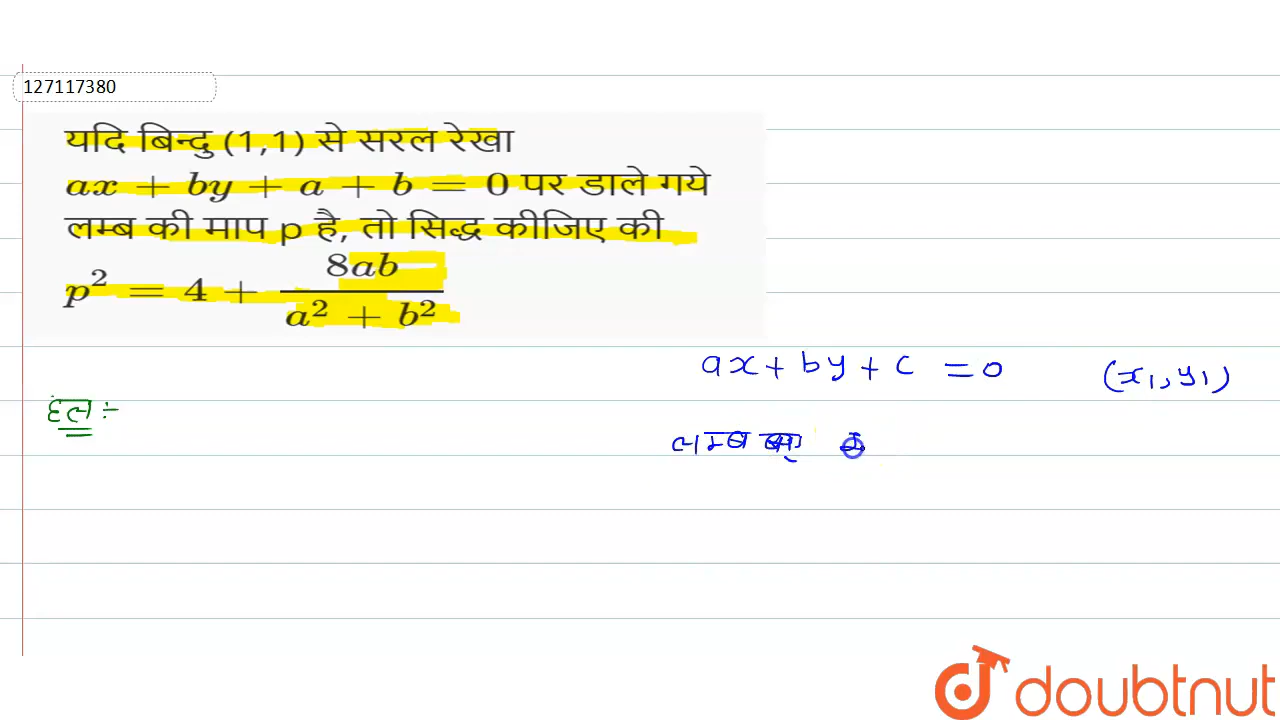 127117380
यदि बिन्दु (1,1) से सरल रेखा
ax + by + a + b = 0 पर डाले गये
लम्ब की माप p है, तो सिद्ध कीजिए की
p² = 4 + 8ab / (a² + b²)
ax + by + c = 0 (x₁, y₁)
हल ÷
लम्ब
doubtnut